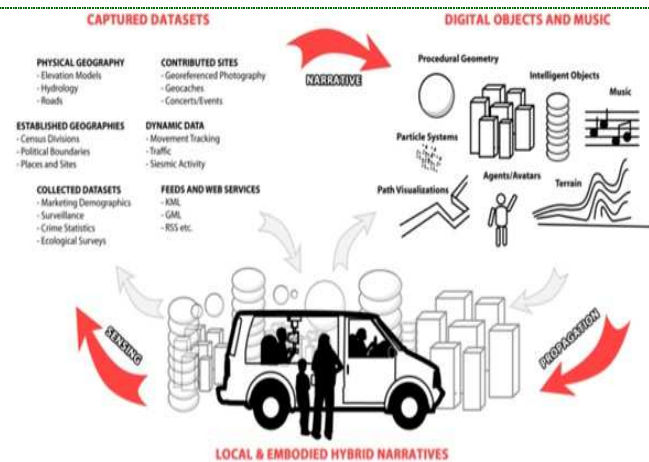 CAPTURED DATASETS
PHYSICAL GEOGRAPHY
- Elevation Models
- Hydrology
- Roads
CONTRIBUTED SITES
- Georeferenced Photography
- Geocaches
- Concerts/Events
ESTABLISHED GEOGRAPHIES
- Census Divisions
- Political Boundaries
- Places and Sites
DYNAMIC DATA
- Movement Tracking
- Traffic
- Siesmic Activity
COLLECTED DATASETS
- Marketing Demographics
- Surveillance
- Crime Statistics
- Ecological Surveys
FEEDS AND WEB SERVICES
- KML
- GML
- RSS etc.
NARRATIVE
DIGITAL OBJECTS AND MUSIC
Procedural Geometry
Intelligent Objects
Music
Particle Systems
Agents/Avatars
Path Visualizations
Terrain
SENSING
PROPAGATION
LOCAL & EMBODIED HYBRID NARRATIVES